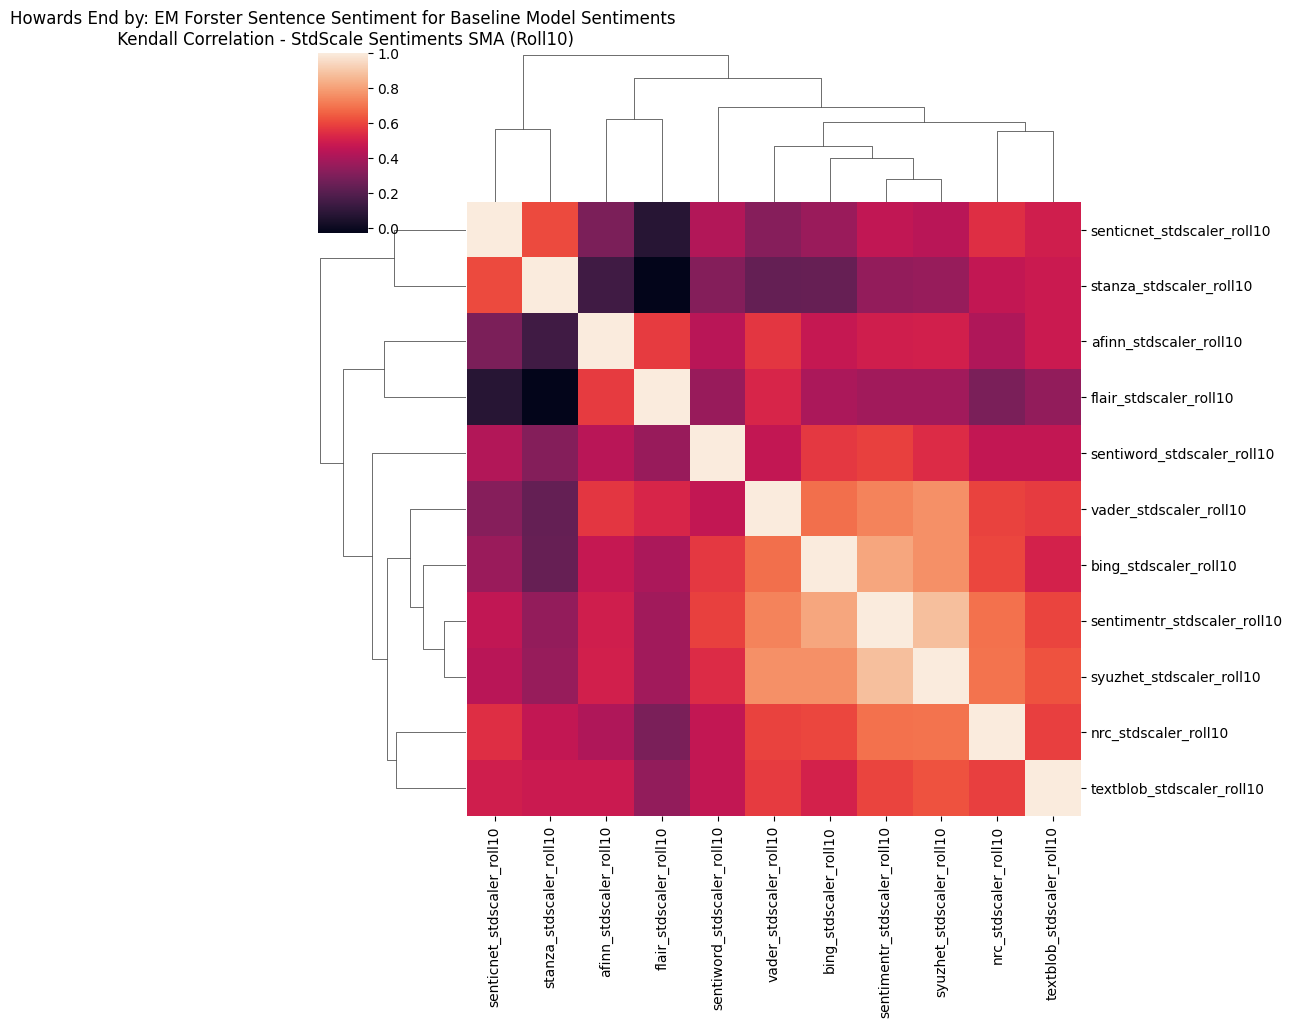 Howards End by: EM Forster Sentence Sentiment for Baseline Model Sentiments
Kendall Correlation - StdScale Sentiments SMA (Roll10)
1.0
0.8
0.6
0.4
0.2
0.0
senticnet_stdscaler_roll10
stanza_stdscaler_roll10
afinn_stdscaler_roll10
flair_stdscaler_roll10
sentiword_stdscaler_roll10
vader_stdscaler_roll10
bing_stdscaler_roll10
sentimentr_stdscaler_roll10
syuzhet_stdscaler_roll10
nrc_stdscaler_roll10
textblob_stdscaler_roll10
senticnet_stdscaler_roll10
stanza_stdscaler_roll10
afinn_stdscaler_roll10
flair_stdscaler_roll10
sentiword_stdscaler_roll10
vader_stdscaler_roll10
bing_stdscaler_roll10
sentimentr_stdscaler_roll10
syuzhet_stdscaler_roll10
nrc_stdscaler_roll10
textblob_stdscaler_roll10